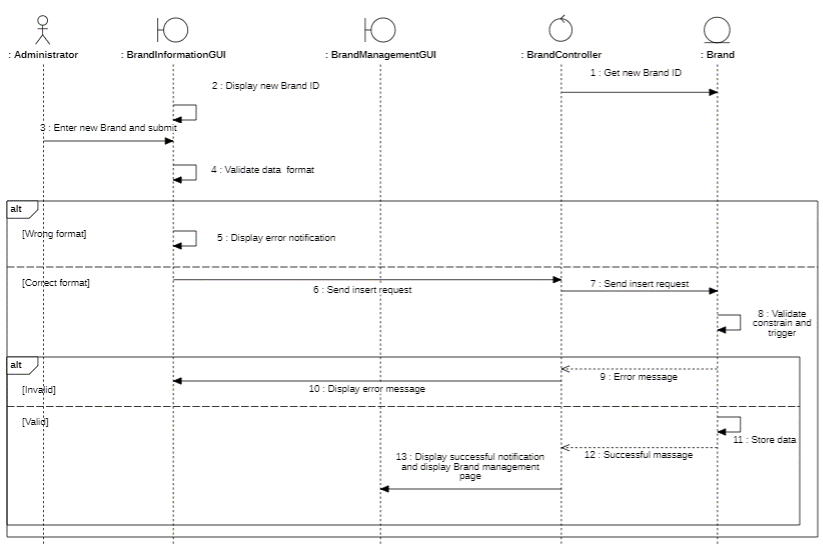 : Administrator
: BrandInformationGUI
: BrandManagementGUI
: BrandController
: Brand
1 : Get new Brand ID
2 : Display new Brand ID
3 : Enter new Brand and submit
4 : Validate data format
alt
[Wrong format]
5 : Display error notification
[Correct format]
6 : Send insert request
7 : Send insert request
8 : Validate
constrain and
trigger
alt
9 : Error message
[Invalid]
10 : Display error message
[Valid]
11 : Store data
12 : Successful massage
13 : Display successful notification
and display Brand management
page